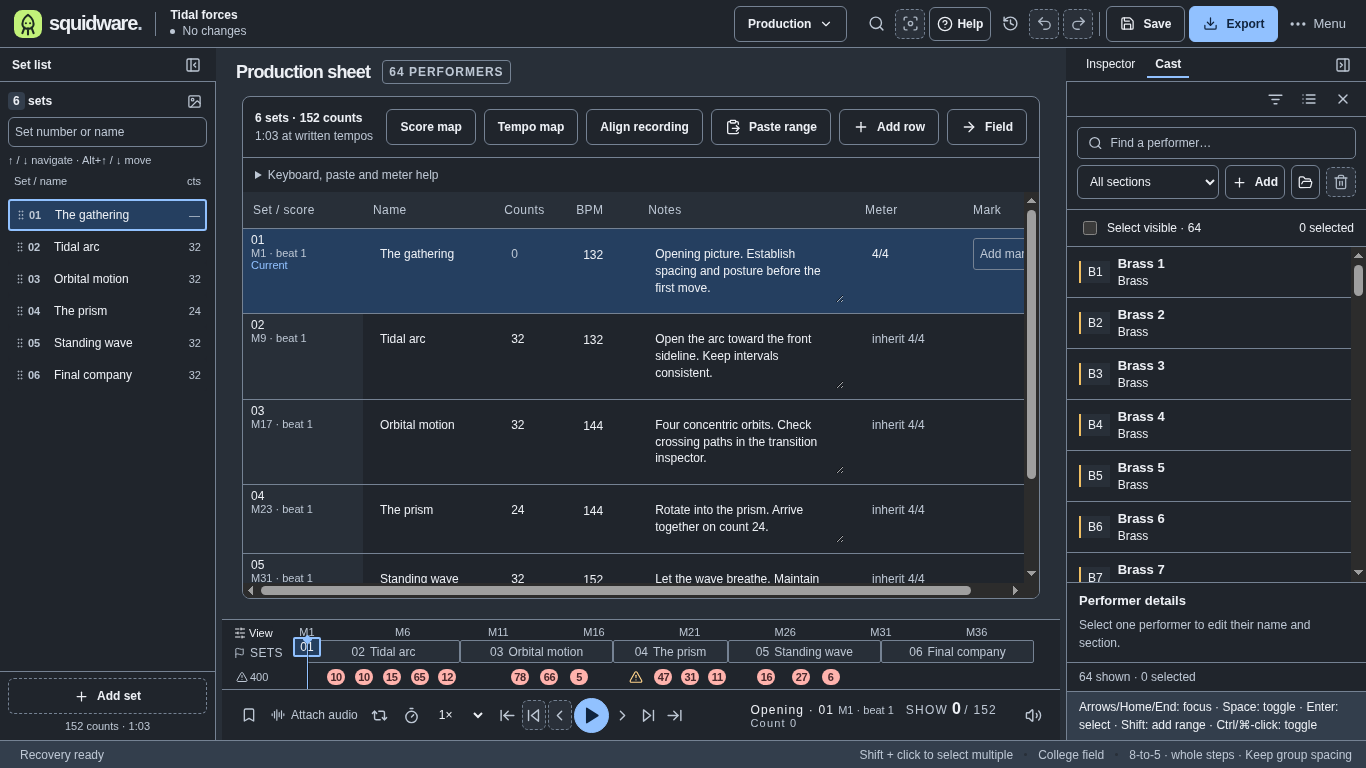 squidware.
Tidal forces
No changes
Production
Help
Save
Export
Menu
Set list
6 sets
Set number or name
↑ / ↓ navigate · Alt+↑ / ↓ move
Set / name cts
01 The gathering —
02 Tidal arc 32
03 Orbital motion 32
04 The prism 24
05 Standing wave 32
06 Final company 32
Add set
152 counts · 1:03
Production sheet 64 PERFORMERS
6 sets · 152 counts
1:03 at written tempos
Score map
Tempo map
Align recording
Paste range
Add row
Field
Keyboard, paste and meter help
Set / score Name Counts BPM Notes Meter Mark
01
M1 · beat 1
Current
The gathering 0 132
Opening picture. Establish
spacing and posture before the
first move.
4/4
Add mar
02
M9 · beat 1
Tidal arc 32 132
Open the arc toward the front
sideline. Keep intervals
consistent.
inherit 4/4
03
M17 · beat 1
Orbital motion 32 144
Four concentric orbits. Check
crossing paths in the transition
inspector.
inherit 4/4
04
M23 · beat 1
The prism 24 144
Rotate into the prism. Arrive
together on count 24.
inherit 4/4
05
M31 · beat 1
Standing wave 32 152
Let the wave breathe. Maintain
inherit 4/4
View M1 M6 M11 M16 M21 M26 M31 M36
SETS 01 02 Tidal arc 03 Orbital motion 04 The prism 05 Standing wave 06 Final company
400 10 10 15 65 12 78 66 5 47 31 11 16 27 6
Attach audio
1×
Opening · 01 M1 · beat 1 SHOW 0 / 152
Count 0
Inspector Cast
Find a performer…
All sections
Add
Select visible · 64 0 selected
B1 Brass 1
Brass
B2 Brass 2
Brass
B3 Brass 3
Brass
B4 Brass 4
Brass
B5 Brass 5
Brass
B6 Brass 6
Brass
B7 Brass 7
Performer details
Select one performer to edit their name and
section.
64 shown · 0 selected
Arrows/Home/End: focus · Space: toggle · Enter:
select · Shift: add range · Ctrl/⌘-click: toggle
Recovery ready
Shift + click to select multiple · College field · 8-to-5 · whole steps · Keep group spacing